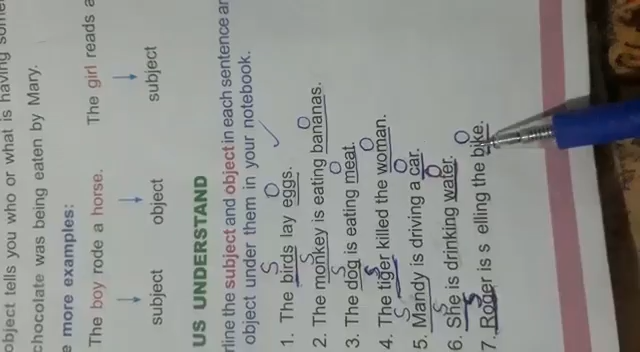 object tells you who or what is having some
chocolate was being eaten by Mary.
e more examples:
The boy rode a horse. The girl reads a
subject object subject
US UNDERSTAND
rline the subject and object in each sentence an
object under them in your notebook.
1. The birds lay eggs.
S O
2. The monkey is eating bananas.
S O
3. The dog is eating meat.
S O
4. The tiger killed the woman.
S O
5. Mandy is driving a car.
S O
6. She is drinking water.
S O
7. Roger is s elling the bike.
S O